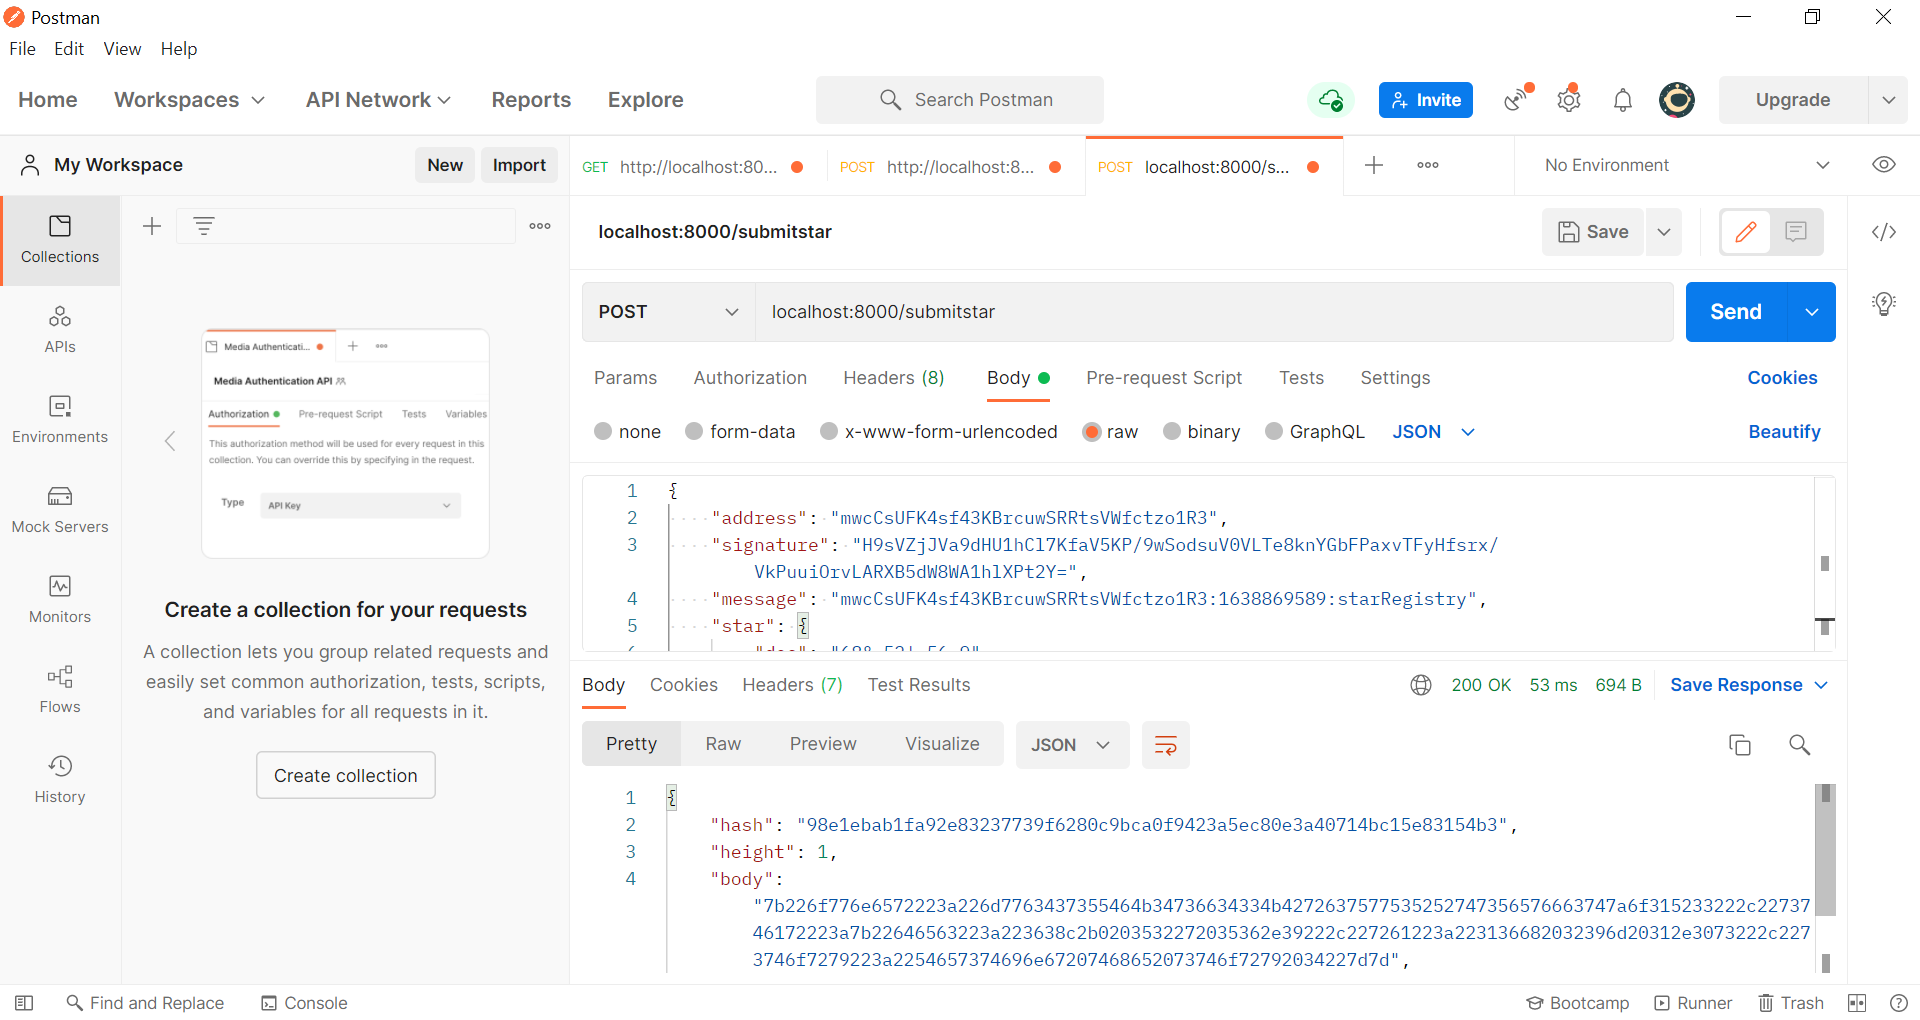 Postman
File Edit View Help
Home Workspaces API Network Reports Explore Search Postman Invite Upgrade
My Workspace New Import
GET http://localhost:80... POST http://localhost:8... POST localhost:8000/s... No Environment
Collections
APIs
Environments
Mock Servers
Monitors
Flows
History
Media Authenticati...
Media Authentication API
Authorization Pre-request Script Tests Variables
This authorization method will be used for every request in this
collection. You can override this by specifying in the request.
Type API Key
Create a collection for your requests
A collection lets you group related requests and
easily set common authorization, tests, scripts,
and variables for all requests in it.
Create collection
localhost:8000/submitstar Save
POST localhost:8000/submitstar Send
Params Authorization Headers (8) Body Pre-request Script Tests Settings Cookies
none form-data x-www-form-urlencoded raw binary GraphQL JSON Beautify
1 {
2 "address": "mwcCsUFK4sf43KBrcuwSRRtsVWfctzo1R3",
3 "signature": "H9sVZjJVa9dHU1hCl7KfaV5KP/9wSodsuV0VLTe8knYGbFPaxvTFyHfsrx/
VkPuuiOrvLARXB5dW8WA1hlXPt2Y=",
4 "message": "mwcCsUFK4sf43KBrcuwSRRtsVWfctzo1R3:1638869589:starRegistry",
5 "star": {
Body Cookies Headers (7) Test Results 200 OK 53 ms 694 B Save Response
Pretty Raw Preview Visualize JSON
1 {
2 "hash": "98e1ebab1fa92e83237739f6280c9bca0f9423a5ec80e3a40714bc15e83154b3",
3 "height": 1,
4 "body":
"7b226f776e6572223a226d7763437355464b34736634334b4272637577535252747356576663747a6f315233222c22737
46172223a7b22646563223a223638c2b0203532272035362e39222c227261223a223136682032396d20312e3073222c227
3746f7279223a2254657374696e672074686520 73746f72792034227d7d",
Find and Replace Console Bootcamp Runner Trash